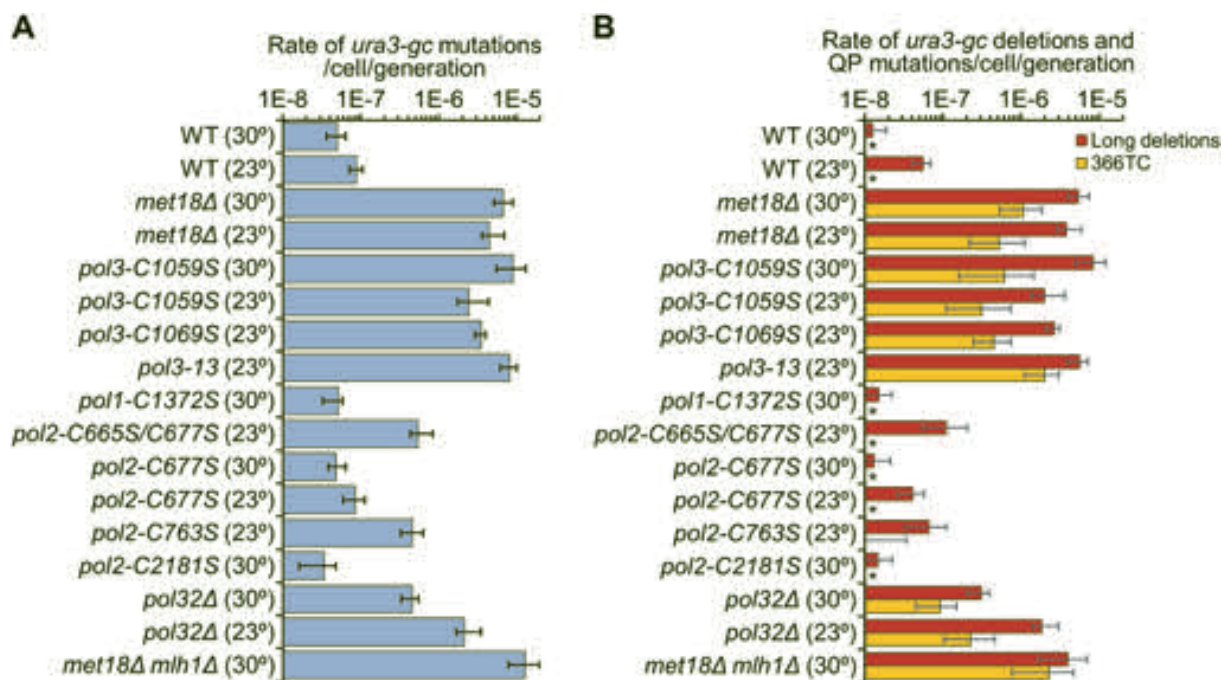 A
Rate of ura3-gc mutations
/cell/generation
1E-8 1E-7 1E-6 1E-5
WT (30º)
WT (23º)
met18Δ (30º)
met18Δ (23º)
pol3-C1059S (30º)
pol3-C1059S (23º)
pol3-C1069S (23º)
pol3-13 (23º)
pol1-C1372S (30º)
pol2-C665S/C677S (23º)
pol2-C677S (30º)
pol2-C677S (23º)
pol2-C763S (23º)
pol2-C2181S (30º)
pol32Δ (30º)
pol32Δ (23º)
met18Δ mlh1Δ (30º)
B
Rate of ura3-gc deletions and
QP mutations/cell/generation
1E-8 1E-7 1E-6 1E-5
Long deletions
366TC
WT (30º)
*
WT (23º)
*
met18Δ (30º)
met18Δ (23º)
pol3-C1059S (30º)
pol3-C1059S (23º)
pol3-C1069S (23º)
pol3-13 (23º)
pol1-C1372S (30º)
*
pol2-C665S/C677S (23º)
*
pol2-C677S (30º)
*
pol2-C677S (23º)
*
pol2-C763S (23º)
pol2-C2181S (30º)
*
pol32Δ (30º)
pol32Δ (23º)
met18Δ mlh1Δ (30º)